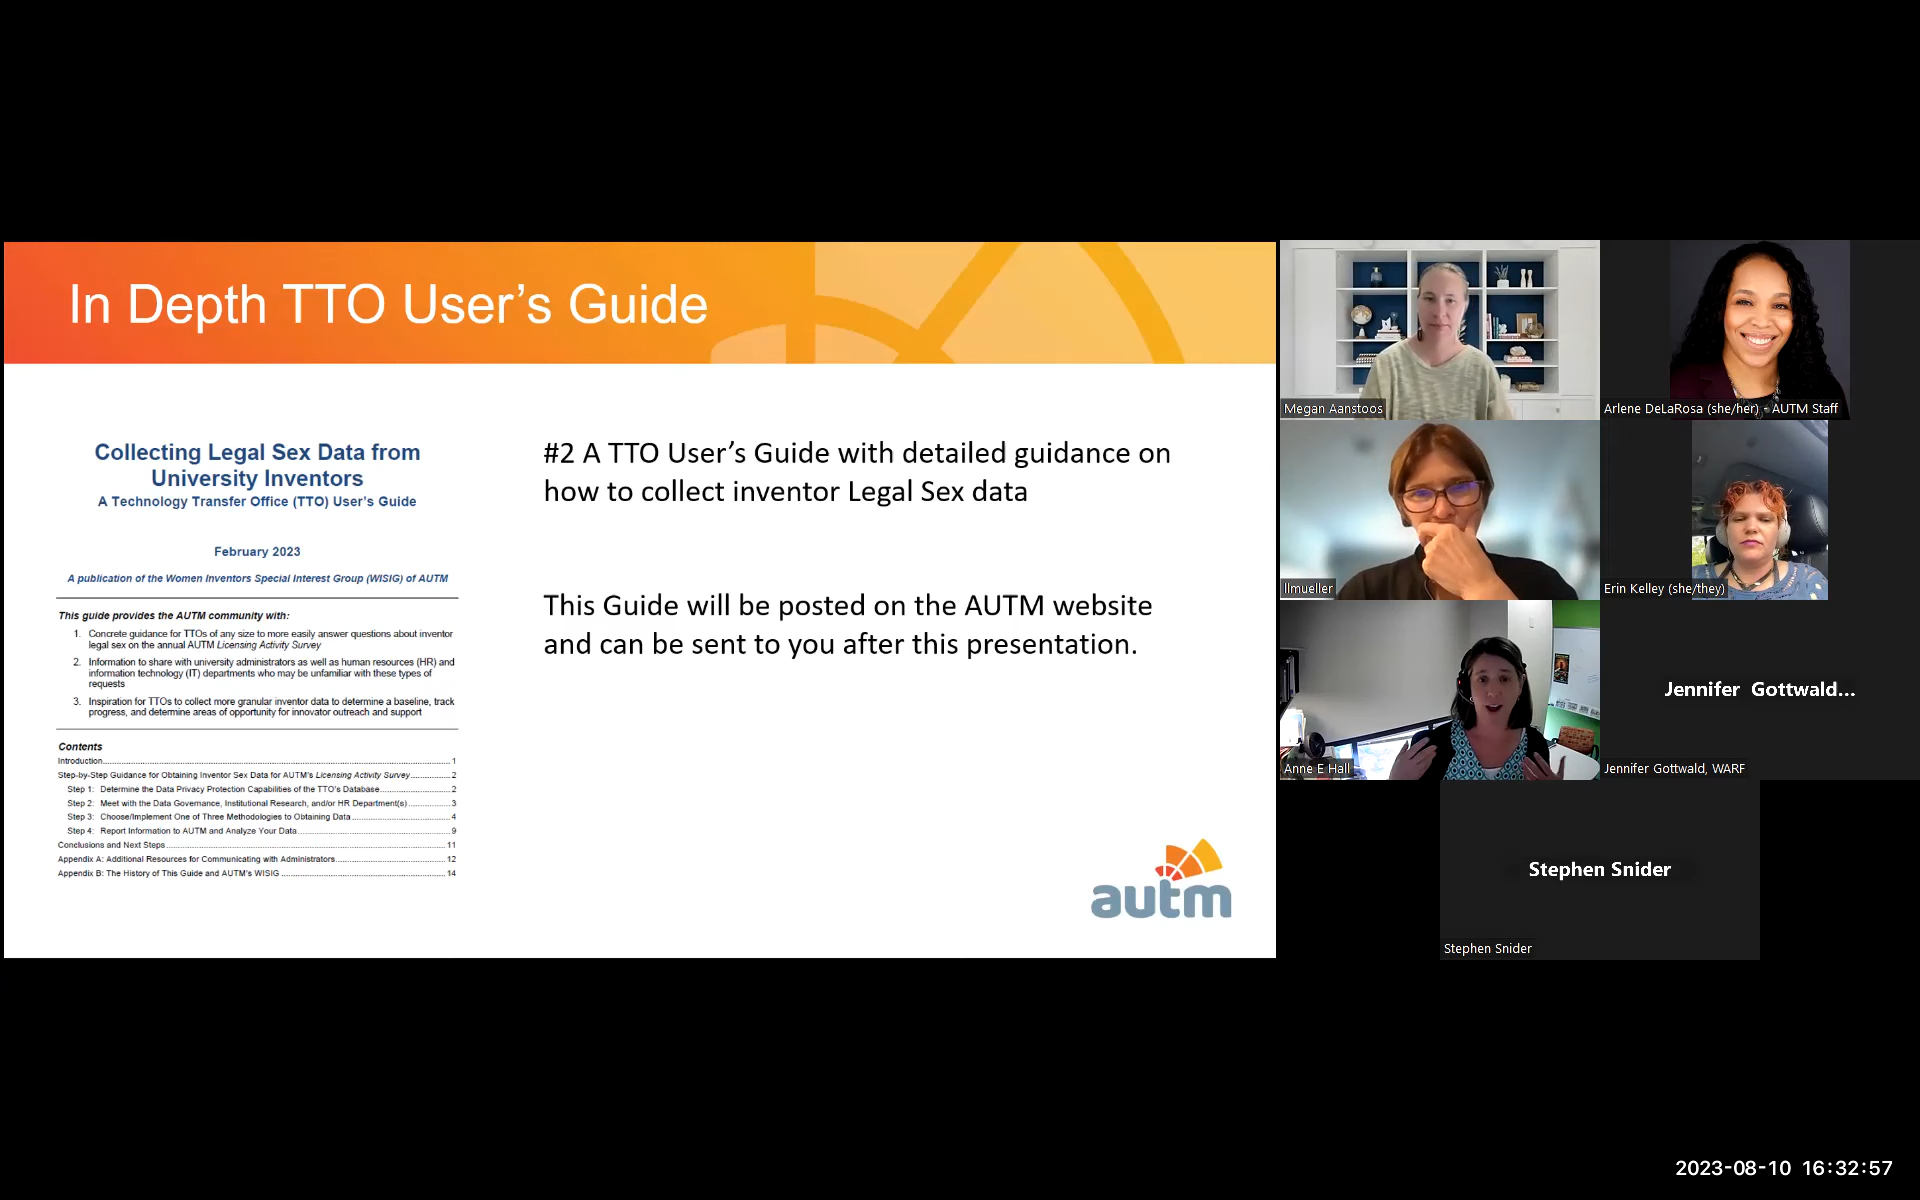 In Depth TTO User's Guide
Collecting Legal Sex Data from
University Inventors
A Technology Transfer Office (TTO) User's Guide
February 2023
A publication of the Women Inventors Special Interest Group (WISIG) of AUTM
This guide provides the AUTM community with:
1. Concrete guidance for TTOs of any size to more easily answer questions about inventor
legal sex on the annual AUTM Licensing Activity Survey
2. Information to share with university administrators as well as human resources (HR) and
information technology (IT) departments who may be unfamiliar with these types of
requests
3. Inspiration for TTOs to collect more granular inventor data to determine a baseline, track
progress, and determine areas of opportunity for innovator outreach and support
Contents
Introduction 1
Step-by-Step Guidance for Obtaining Inventor Sex Data for AUTM's Licensing Activity Survey 2
Step 1: Determine the Data Privacy Protection Capabilities of the TTO's Database 2
Step 2: Meet with the Data Governance, Institutional Research, and/or HR Department(s) 3
Step 3: Choose/Implement One of Three Methodologies to Obtaining Data 4
Step 4: Report Information to AUTM and Analyze Your Data 9
Conclusions and Next Steps 11
Appendix A: Additional Resources for Communicating with Administrators 12
Appendix B: The History of This Guide and AUTM's WISIG 14
#2 A TTO User's Guide with detailed guidance on
how to collect inventor Legal Sex data
This Guide will be posted on the AUTM website
and can be sent to you after this presentation.
autm
Megan Aanstoos
Arlene DeLaRosa (she/her) - AUTM Staff
llmueller
Erin Kelley (she/they)
Anne E Hall
Jennifer Gottwald...
Jennifer Gottwald, WARF
Stephen Snider
Stephen Snider
2023-08-10 16:32:57